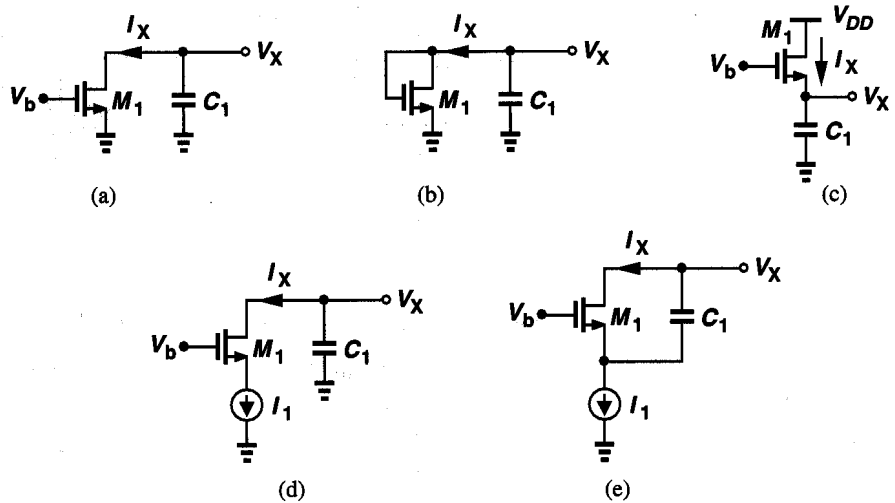 I_X V_X
V_b M_1 C_1
(a)
I_X V_X
M_1 C_1
(b)
M_1 V_DD
V_b I_X
V_X
C_1
(c)
I_X V_X
V_b M_1 C_1
I_1
(d)
I_X V_X
V_b M_1 C_1
I_1
(e)